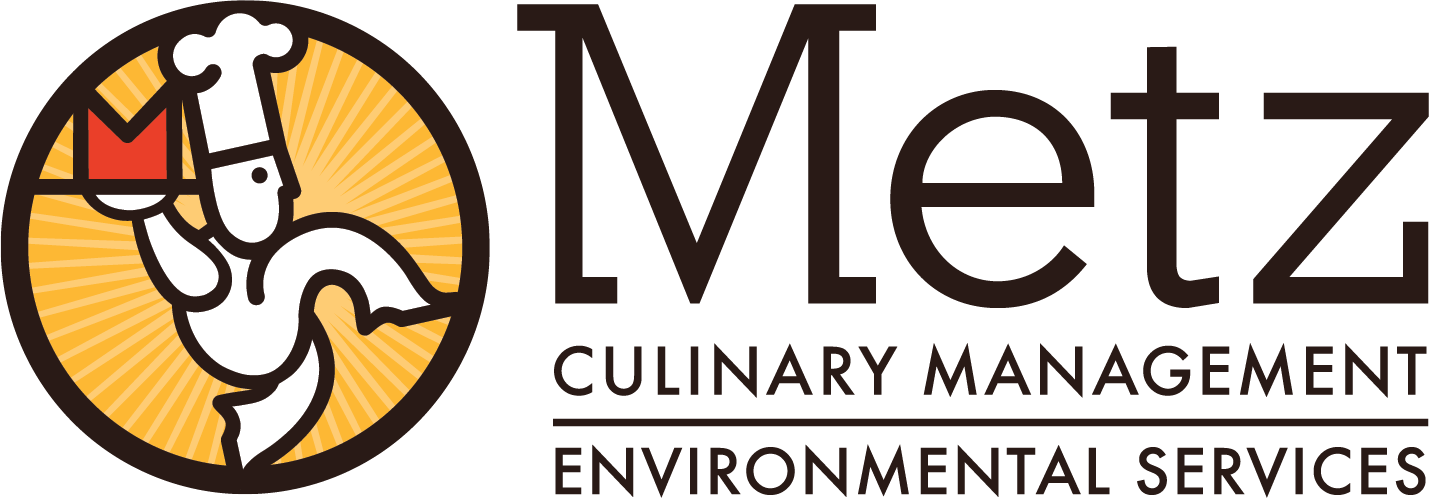 M
Metz
CULINARY MANAGEMENT
ENVIRONMENTAL SERVICES